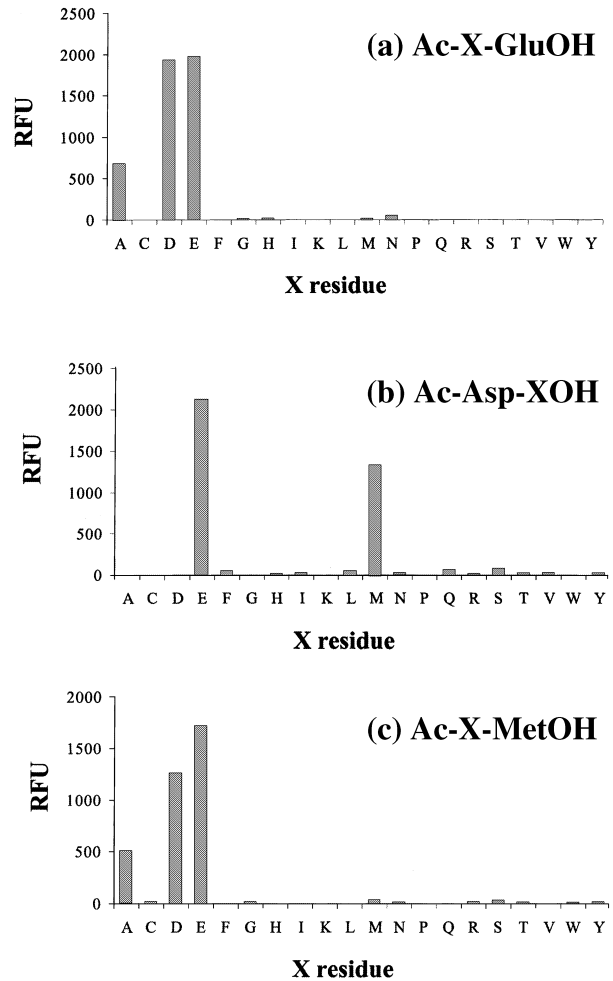 (a) Ac-X-GluOH
RFU
2500
2000
1500
1000
500
0
A C D E F G H I K L M N P Q R S T V W Y
X residue
(b) Ac-Asp-XOH
RFU
2500
2000
1500
1000
500
0
A C D E F G H I K L M N P Q R S T V W Y
X residue
(c) Ac-X-MetOH
RFU
2000
1500
1000
500
0
A C D E F G H I K L M N P Q R S T V W Y
X residue